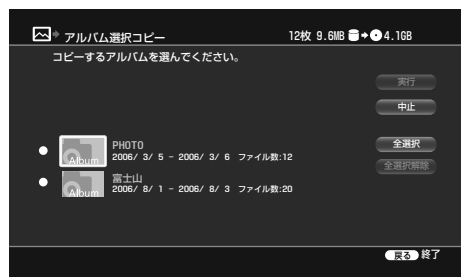 アルバム選択コピー 12枚 9.6MB 4.1GB
コピーするアルバムを選んでください。
実行
中止
全選択
全選択解除
Album
PHOTO
2006/ 3/ 5 - 2006/ 3/ 6 ファイル数:12
Album
富士山
2006/ 8/ 1 - 2006/ 8/ 3 ファイル数:20
戻る 終了